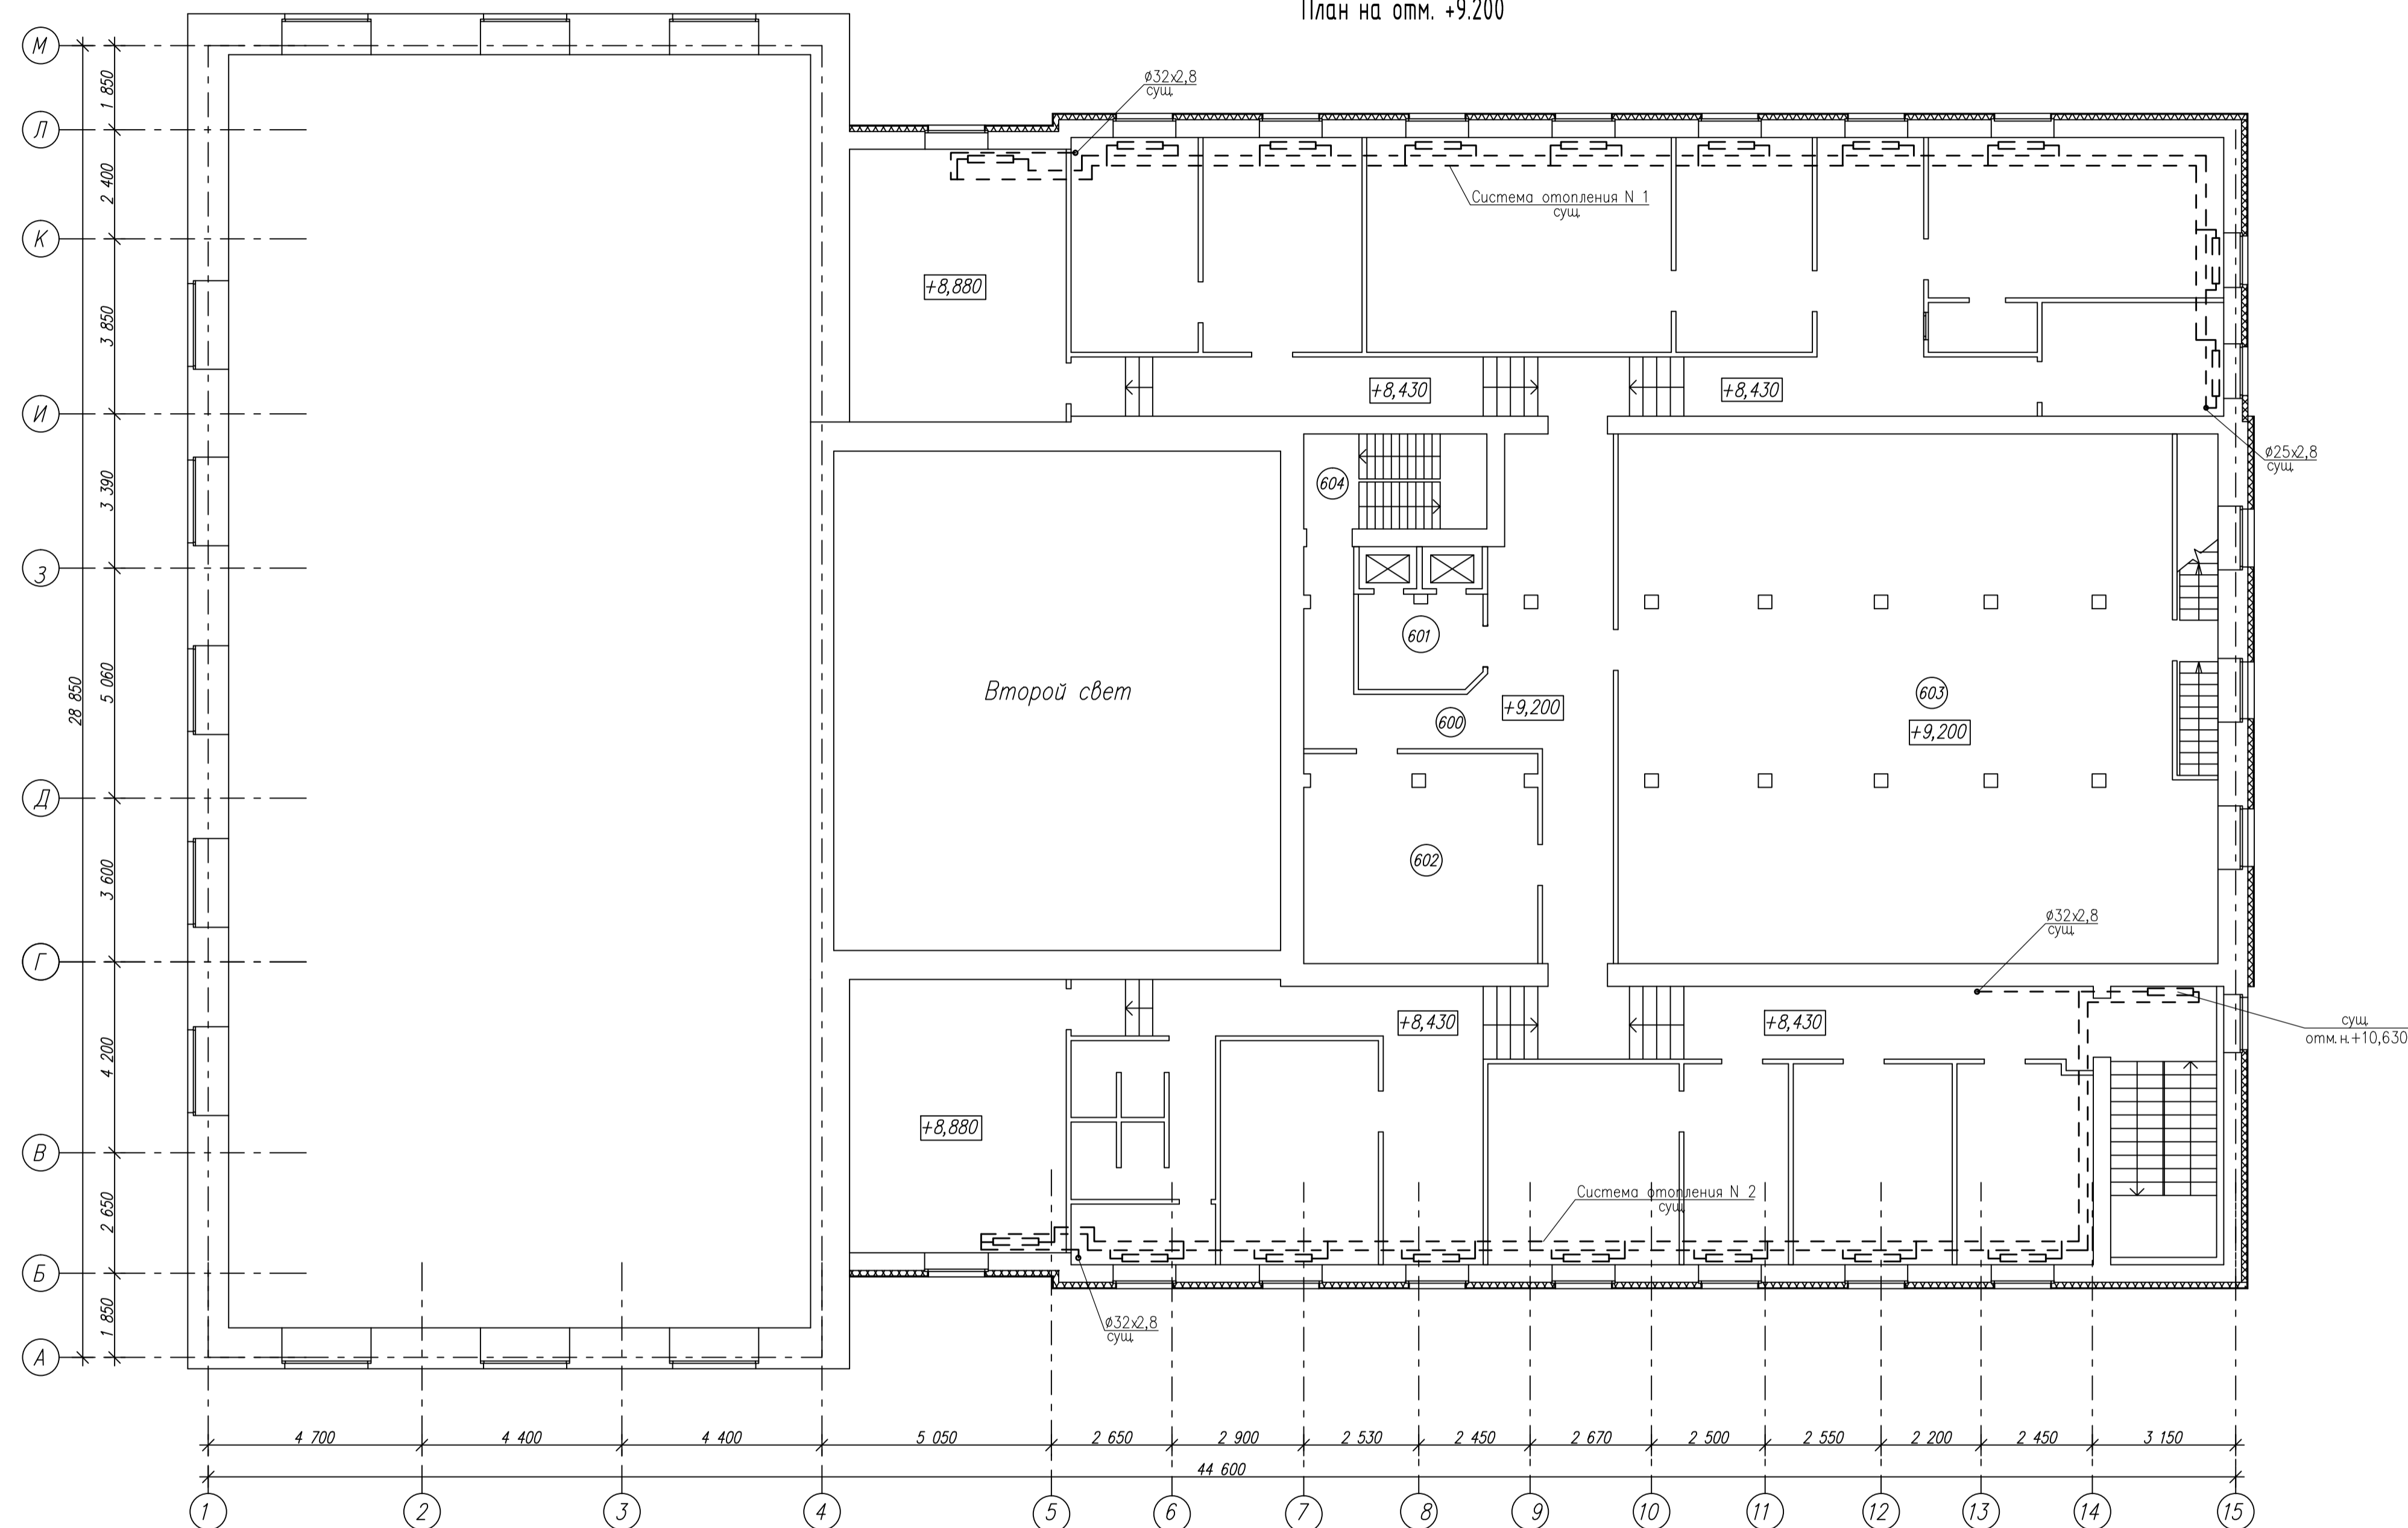 План на отм. +9.200
М
Л
К
И
З
Д
Г
В
Б
А
1 850
2 400
3 850
3 390
5 060
3 600
4 200
2 650
1 850
28 850
ø32х2,8
сущ.
Система отопления N 1
сущ.
+8,880
+8,430
+8,430
ø25х2,8
сущ.
604
601
Второй свет
+9,200
600
603
+9,200
602
ø32х2,8
сущ.
+8,430
+8,430
сущ.
отм.н.+10,630
+8,880
Система отопления N 2
сущ.
ø32х2,8
сущ.
4 700
4 400
4 400
5 050
2 650
2 900
2 530
2 450
2 670
2 500
2 550
2 200
2 450
3 150
44 600
1
2
3
4
5
6
7
8
9
10
11
12
13
14
15